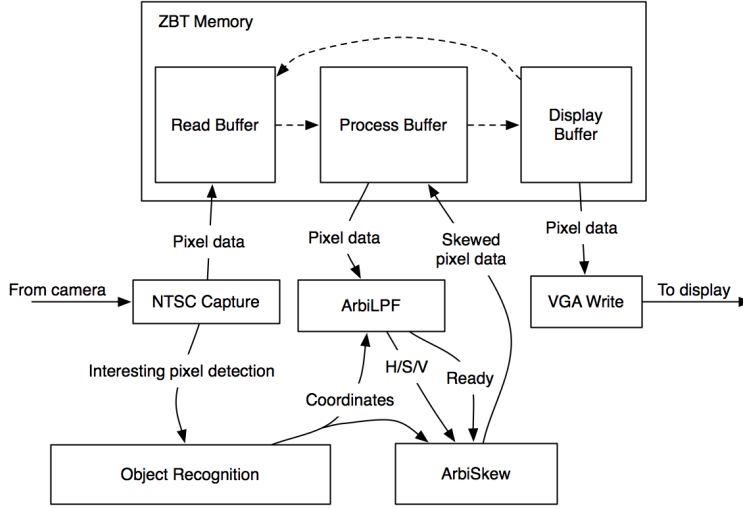 ZBT Memory
Read Buffer
Process Buffer
Display
Buffer
Pixel data
Pixel data
Skewed
pixel data
Pixel data
From camera
NTSC Capture
ArbiLPF
VGA Write
To display
Interesting pixel detection
H/S/V
Ready
Coordinates
Object Recognition
ArbiSkew